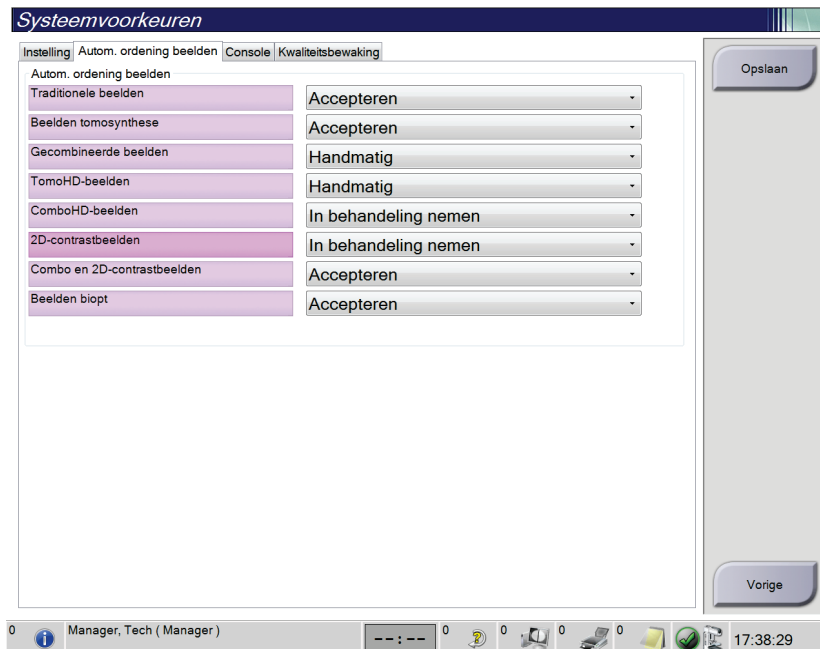 Systeemvoorkeuren
Instelling Autom. ordening beelden Console Kwaliteitsbewaking
Opslaan
Autom. ordening beelden
Traditionele beelden Accepteren
Beelden tomosynthese Accepteren
Gecombineerde beelden Handmatig
TomoHD-beelden Handmatig
ComboHD-beelden In behandeling nemen
2D-contrastbeelden In behandeling nemen
Combo en 2D-contrastbeelden Accepteren
Beelden biopt Accepteren
Vorige
0 Manager, Tech ( Manager ) --:-- 0 0 0 0 17:38:29